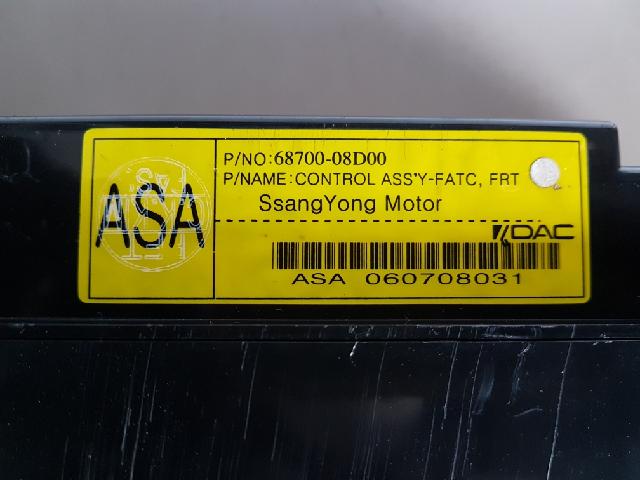 ASA
P/NO:68700-08D00
P/NAME:CONTROL ASS'Y-FATC, FRT
SsangYong Motor
DAC
ASA 060708031